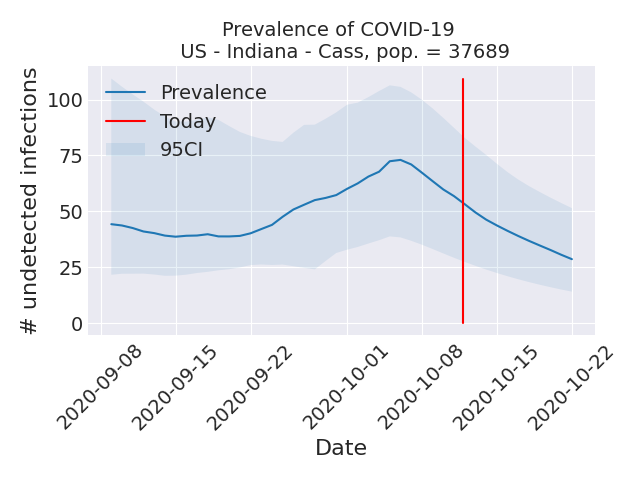 Prevalence of COVID-19
US - Indiana - Cass, pop. = 37689
# undetected infections
100
75
50
25
0
Prevalence
Today
95CI
2020-09-08
2020-09-15
2020-09-22
2020-10-01
2020-10-08
2020-10-15
2020-10-22
Date